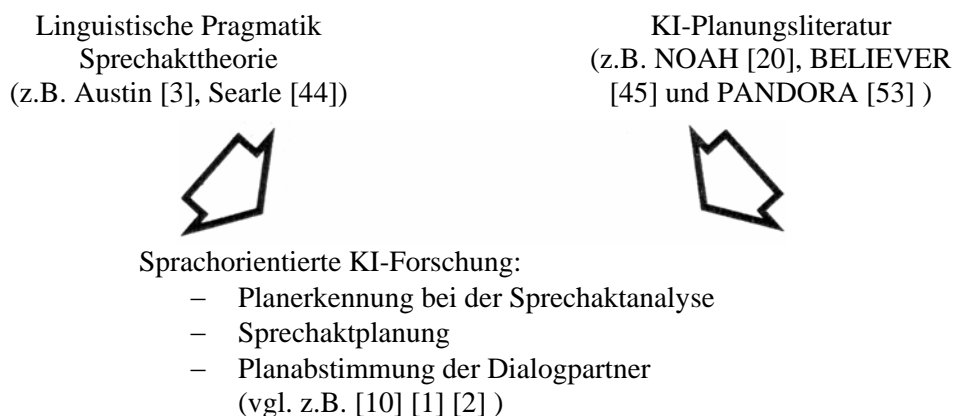 Linguistische Pragmatik
Sprechakttheorie
(z.B. Austin [3], Searle [44])
KI-Planungsliteratur
(z.B. NOAH [20], BELIEVER
[45] und PANDORA [53] )
Sprachorientierte KI-Forschung:
− Planerkennung bei der Sprechaktanalyse
− Sprechaktplanung
− Planabstimmung der Dialogpartner
(vgl. z.B. [10] [1] [2] )